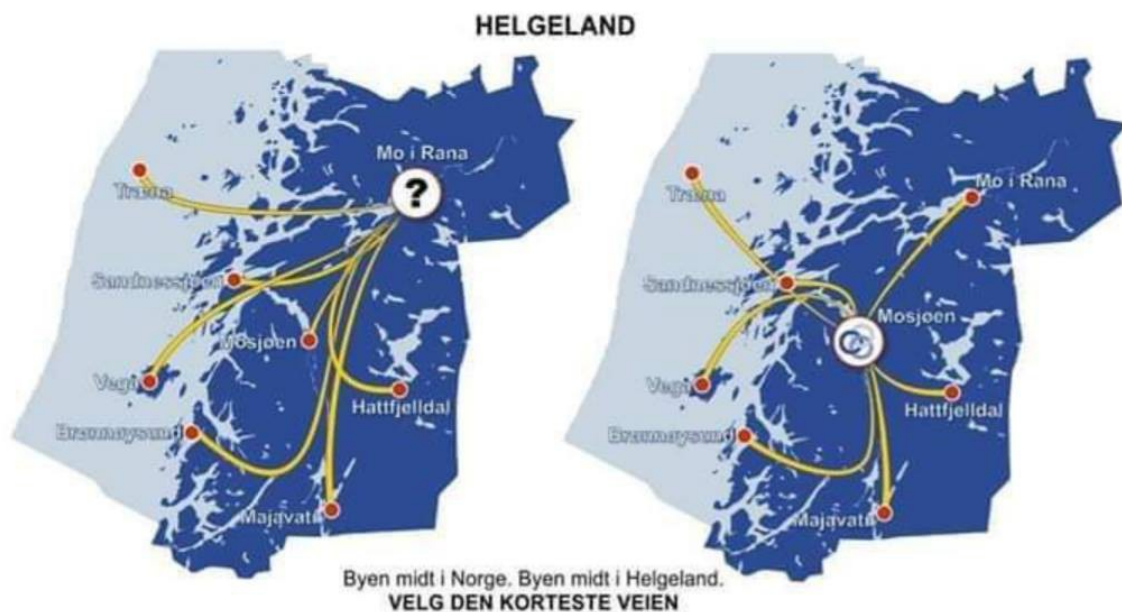 HELGELAND
Mo i Rana
?
Træna
Sandnessjøen
Mosjøen
Vega
Hattfjelldal
Brønnøysund
Majavatn
Mo i Rana
Træna
Sandnessjøen
Mosjøen
Vega
Hattfjelldal
Brønnøysund
Majavatn
Byen midt i Norge. Byen midt i Helgeland.
VELG DEN KORTESTE VEIEN